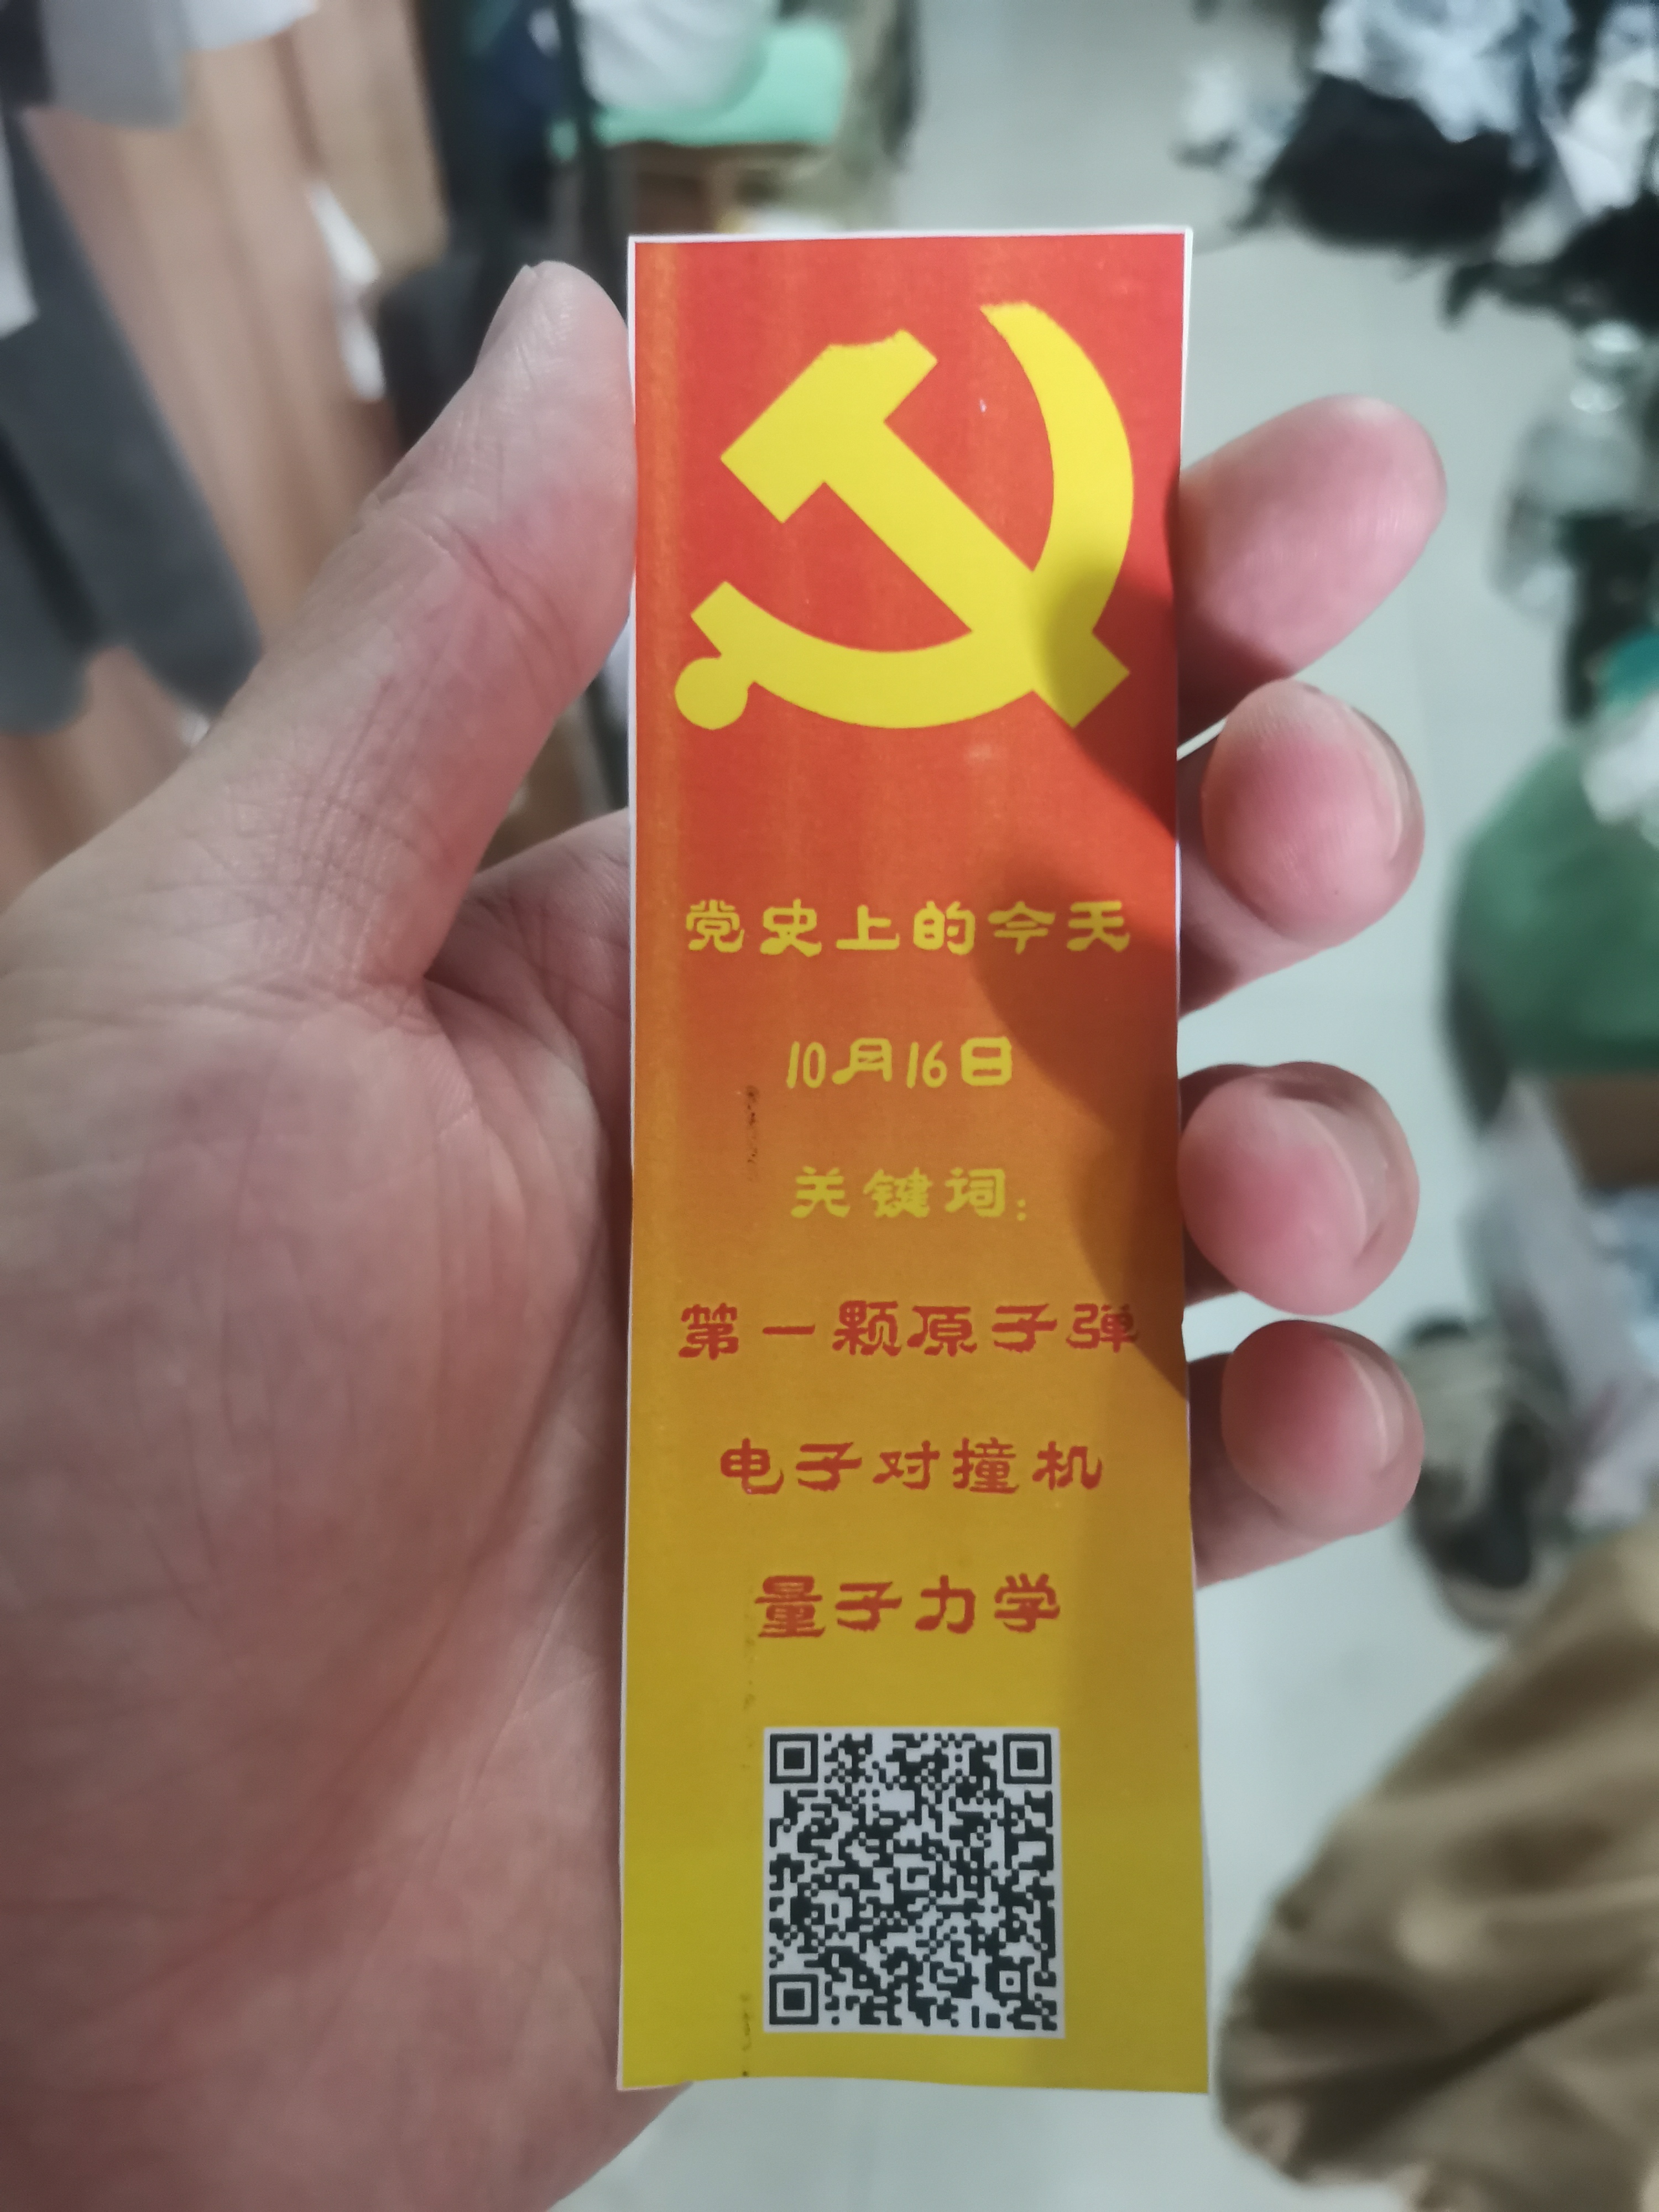 党史上的今天
10月16日
关键词:
第一颗原子弹
电子对撞机
量子力学